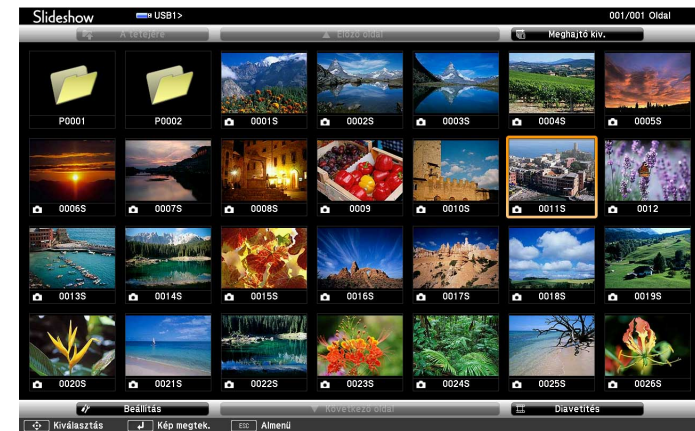 Slideshow USB1> 001/001 Oldal
A tetejére ▲ Előző oldal Meghajtó kiv.
P0001 P0002 0001S 0002S 0003S 0004S 0005S
0006S 0007S 0008S 0009 0010S 0011S 0012
0013S 0014S 0015S 0016S 0017S 0018S 0019S
0020S 0021S 0022S 0023S 0024S 0025S 0026S
Beállítás ▼ Következő oldal Diavetítés
Kiválasztás Kép megtek. ESC Almenü